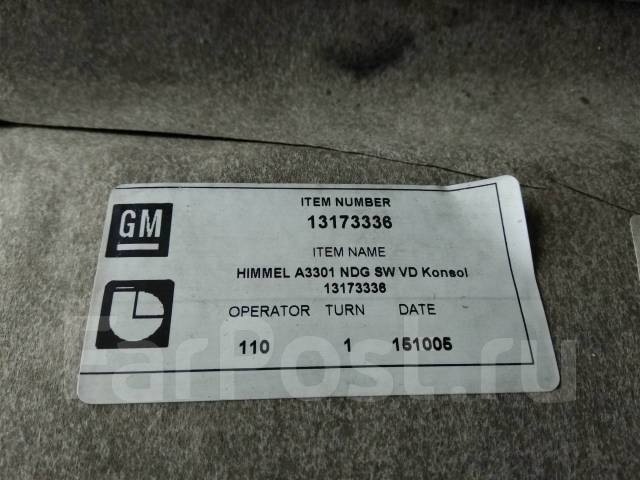 ITEM NUMBER
GM
13173336
ITEM NAME
HIMMEL A3301 NDG SW VD Konsol
13173336
OPERATOR TURN DATE
110 1 151005
FarPost.ru